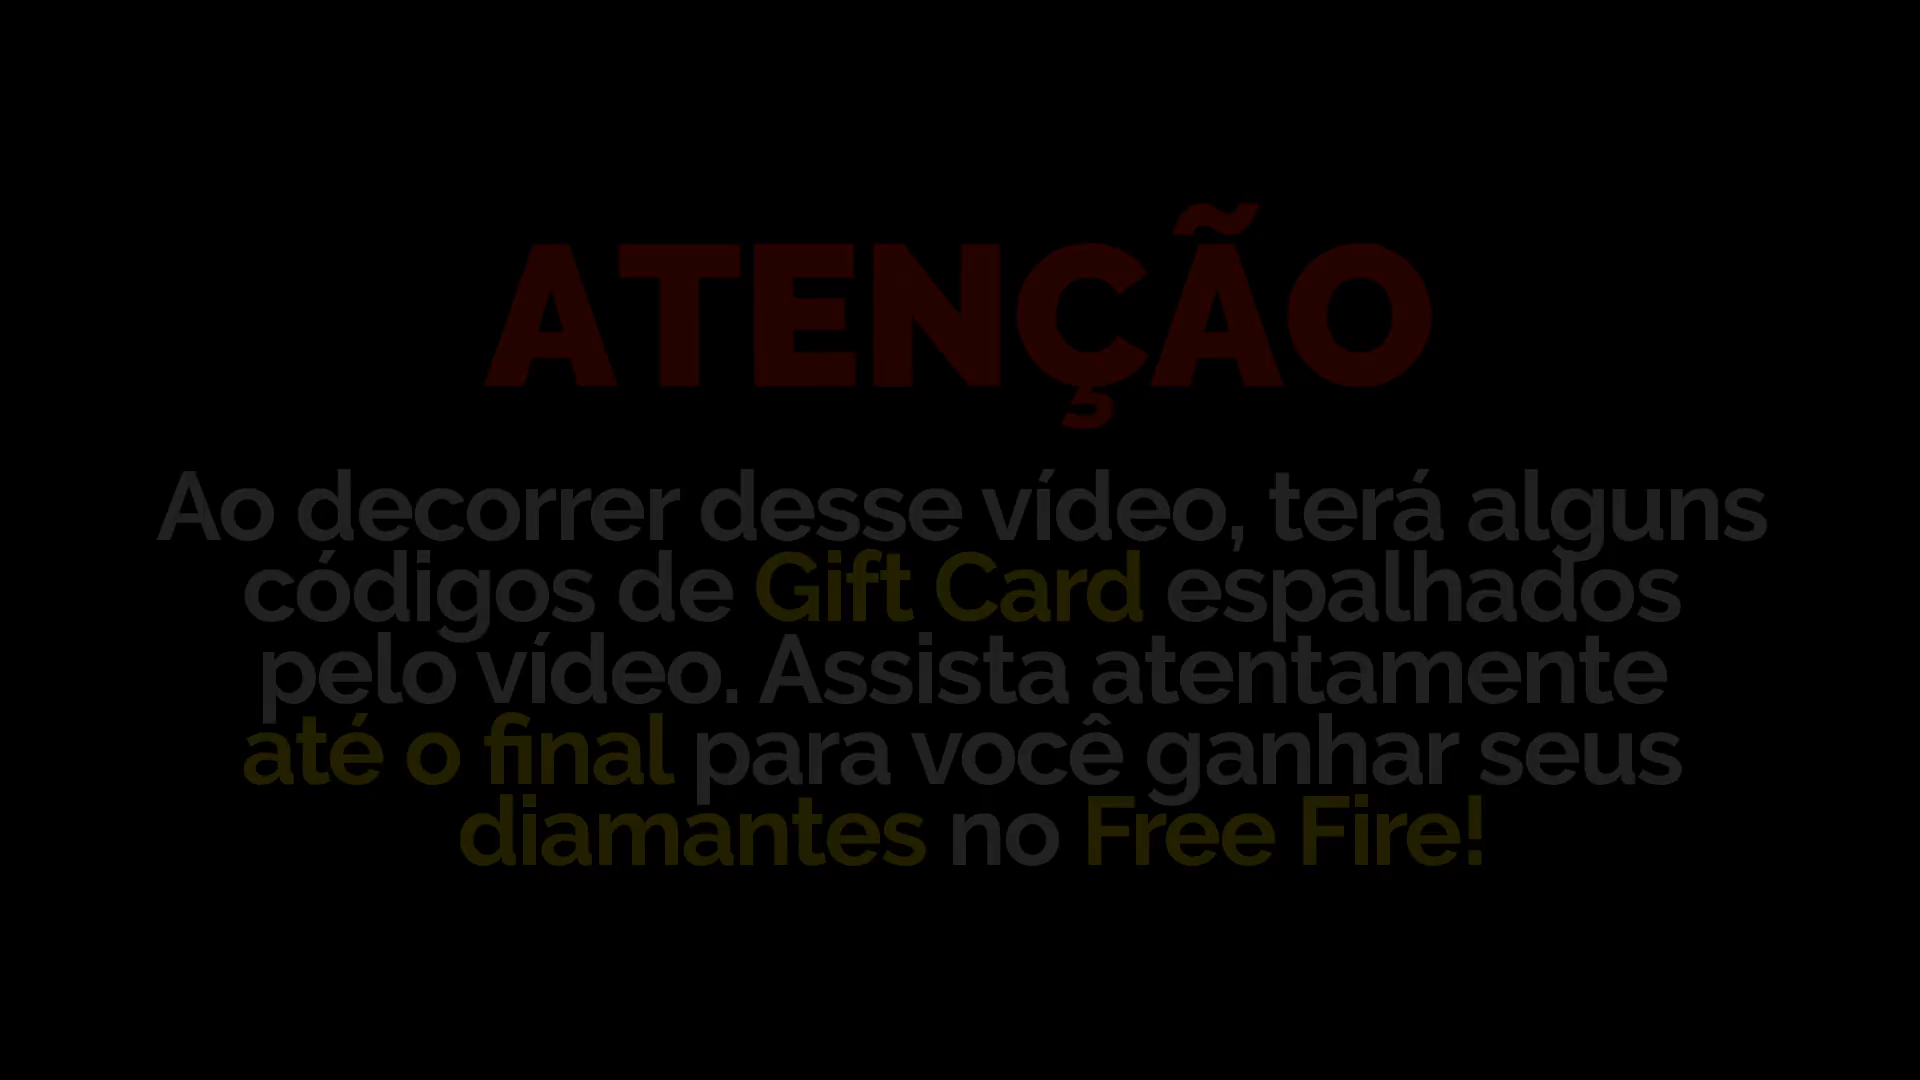 ATENÇÃO
Ao decorrer desse vídeo, terá alguns
códigos de Gift Card espalhados
pelo vídeo. Assista atentamente
até o final para você ganhar seus
diamantes no Free Fire!